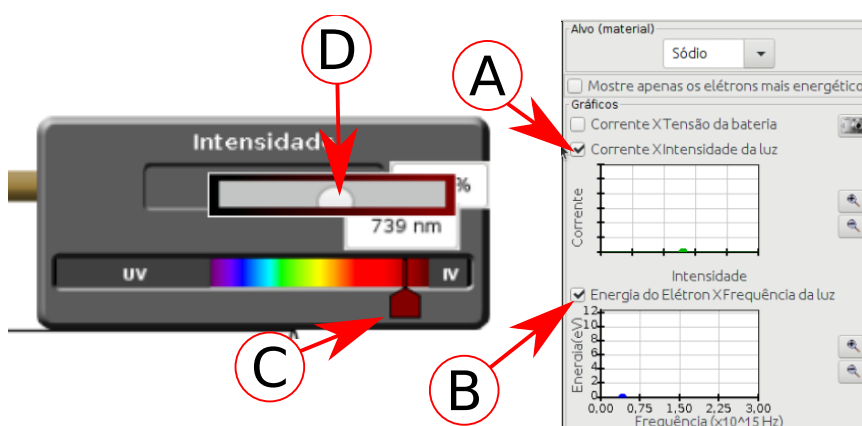 D
A
C
B
Intensidade
%
739 nm
UV
IV
Alvo (material)
Sódio
Mostre apenas os elétrons mais energético
Gráficos
Corrente X Tensão da bateria
Corrente X Intensidade da luz
Corrente
Intensidade
Energia do Elétron X Frequência da luz
Energia(eV)
12
10
8
6
4
2
0
0,00 0,75 1,50 2,25 3,00
Frequência (x10^15 Hz)